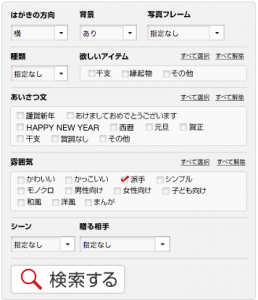 はがきの方向 背景 写真フレーム
横 あり 指定なし
種類 欲しいアイテム すべて選択 すべて解除
指定なし 干支 縁起物 その他
あいさつ文 すべて選択 すべて解除
謹賀新年 あけましておめでとうございます
HAPPY NEW YEAR 西暦 元旦 賀正
干支 賀詞なし その他
雰囲気 すべて選択 すべて解除
かわいい かっこいい 派手 シンプル
モノクロ 男性向け 女性向け 子ども向け
和風 洋風 まんが
シーン 贈る相手
指定なし 指定なし
検索する